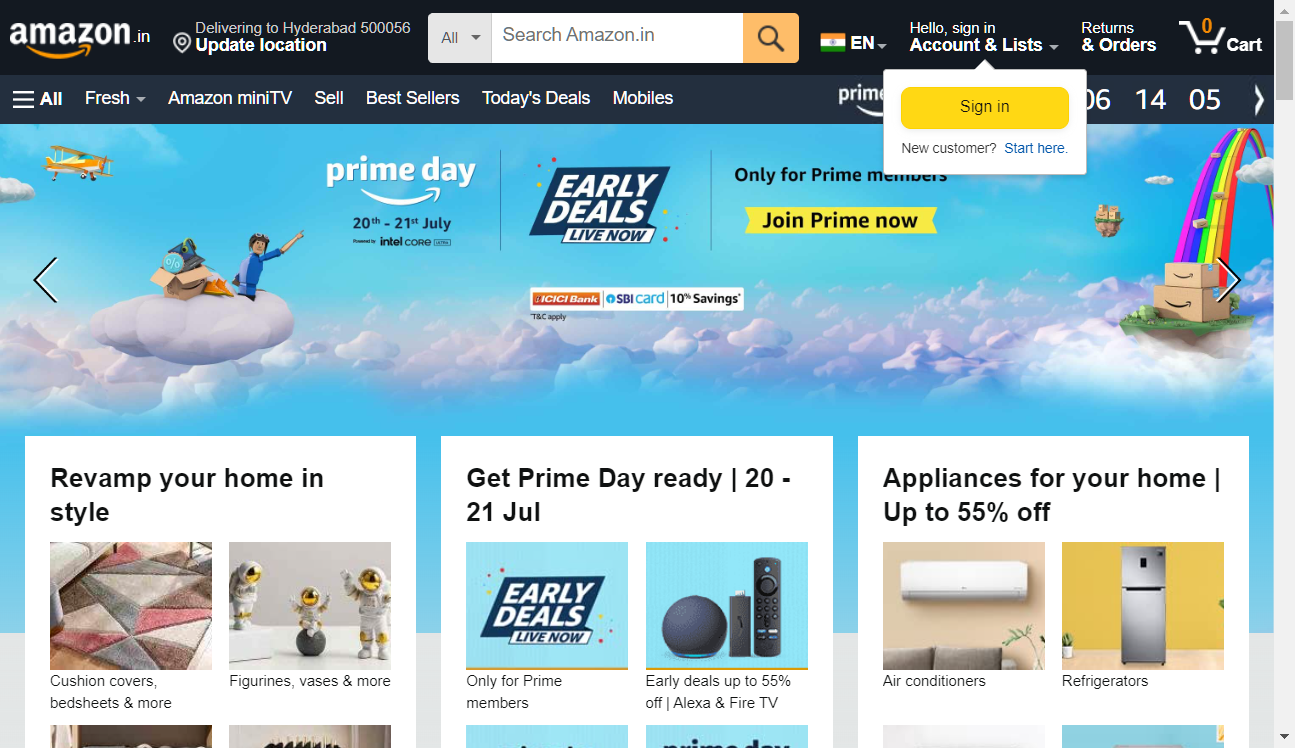 amazon.in
Delivering to Hyderabad 500056
Update location
All
Search Amazon.in
EN
Hello, sign in
Account & Lists
Returns
& Orders
0
Cart
All
Fresh
Amazon miniTV
Sell
Best Sellers
Today's Deals
Mobiles
prime
06 14 05
Sign in
New customer? Start here.
prime day
20th - 21st July
Powered by intel CORE ULTRA
EARLY
DEALS
LIVE NOW
Only for Prime members
Join Prime now
ICICI Bank
SBI card
10% Savings*
*T&C apply
%
Revamp your home in
style
Cushion covers,
bedsheets & more
Figurines, vases & more
Get Prime Day ready | 20 -
21 Jul
EARLY
DEALS
LIVE NOW
Only for Prime
members
Early deals up to 55%
off | Alexa & Fire TV
prime day
Appliances for your home |
Up to 55% off
Air conditioners
Refrigerators